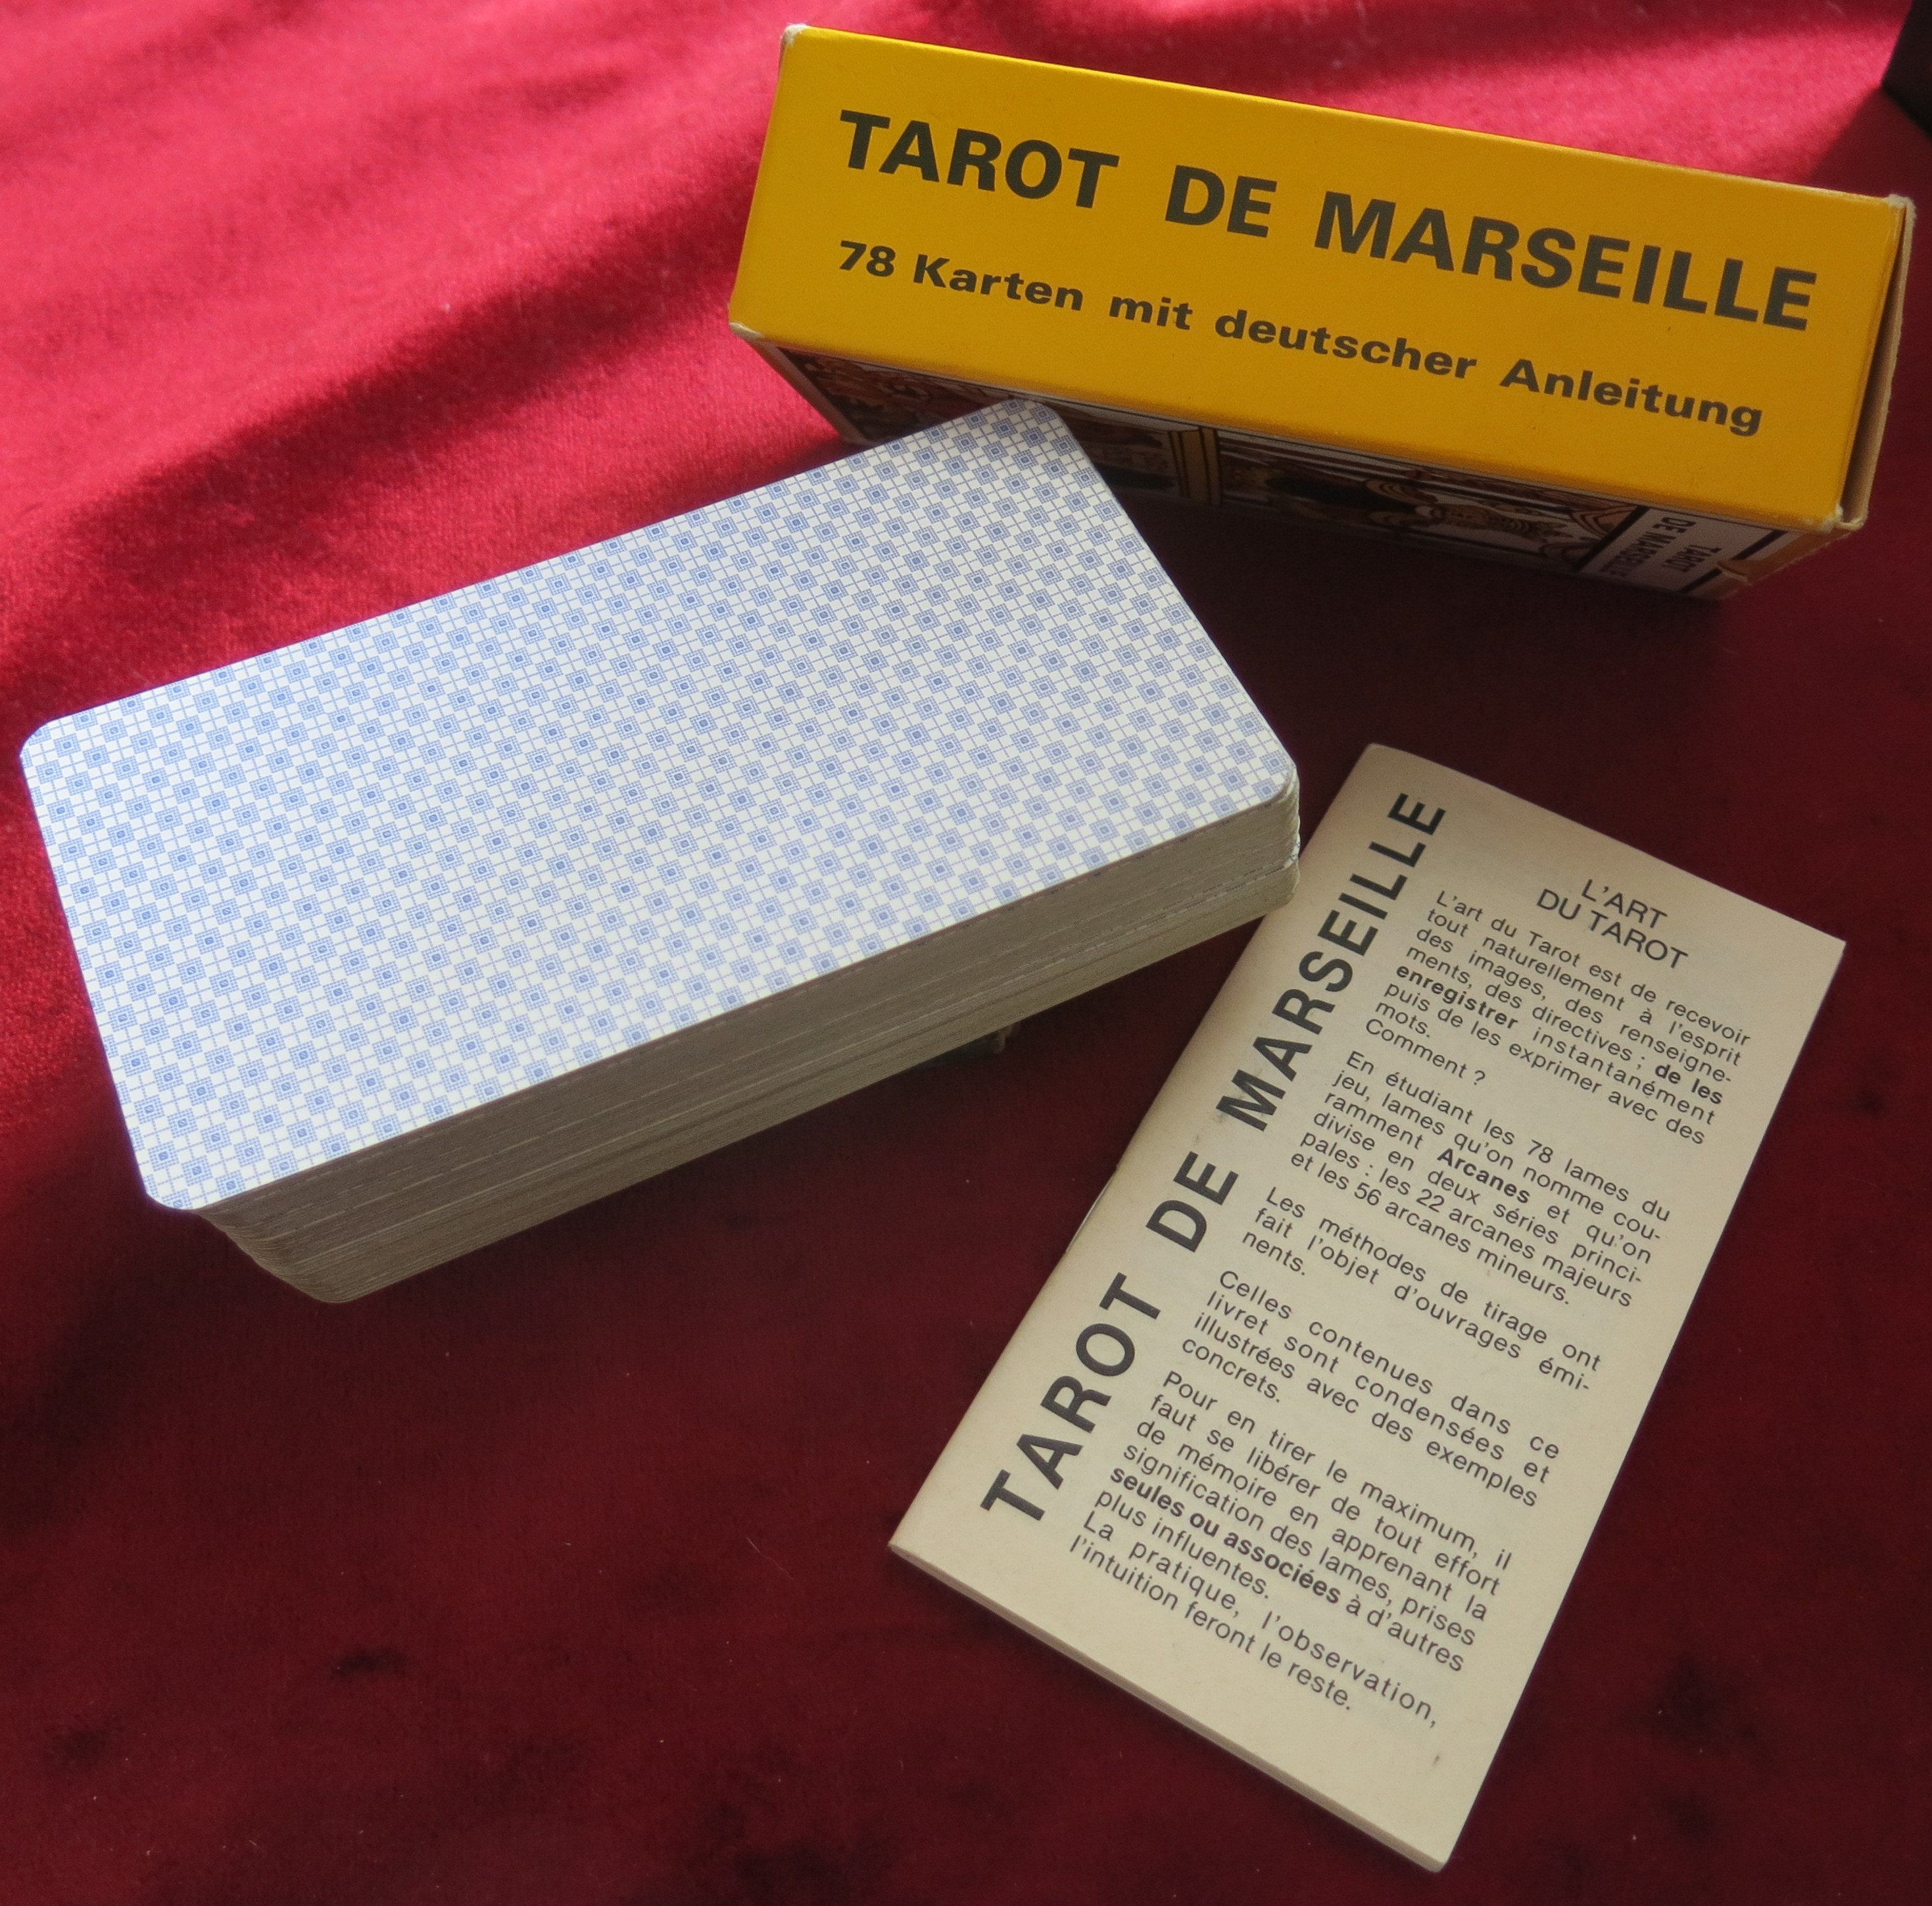 TAROT DE MARSEILLE
78 Karten mit deutscher Anleitung
TAROT
DE MARSEILLE
TAROT DE MARSEILLE
L'ART
DU TAROT
L'art du Tarot est de recevoir
tout naturellement à l'esprit
des images, des renseigne-
ments, des directives ; de les
enregistrer instantanément
puis de les exprimer avec des
mots.
Comment ?
En étudiant les 78 lames du
jeu, lames qu'on nomme cou-
ramment Arcanes et qu'on
divise en deux séries princi-
pales : les 22 arcanes majeurs
et les 56 arcanes mineurs.
Les méthodes de tirage ont
fait l'objet d'ouvrages émi-
nents.
Celles contenues dans ce
livret sont condensées et
illustrées avec des exemples
concrets.
Pour en tirer le maximum, il
faut se libérer de tout effort
de mémoire en apprenant la
signification des lames, prises
seules ou associées à d'autres
plus influentes.
La pratique, l'observation,
l'intuition feront le reste.